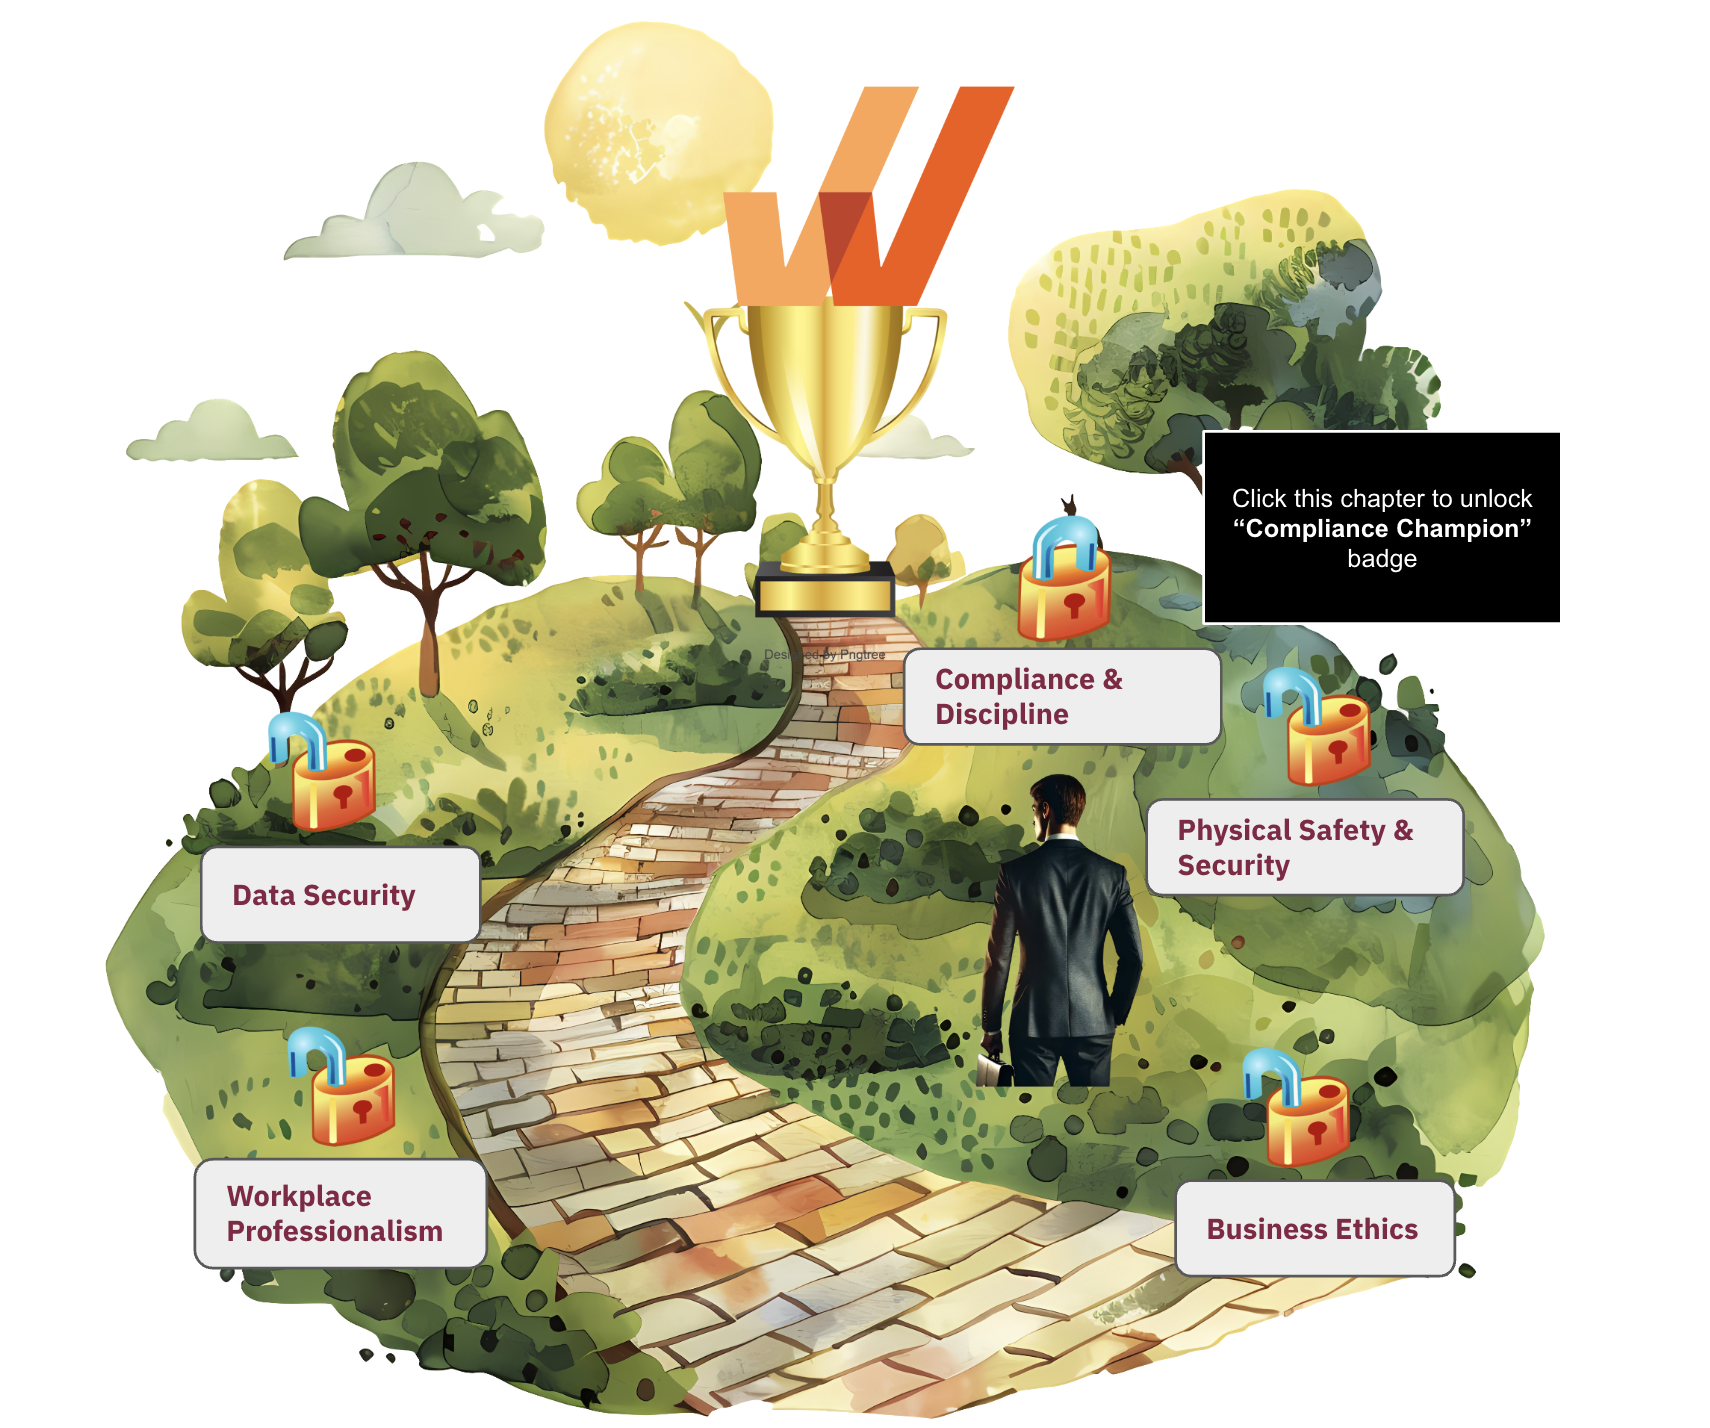 Click this chapter to unlock
“Compliance Champion”
badge
Designed by Pngtree
Compliance &
Discipline
Physical Safety &
Security
Data Security
Workplace
Professionalism
Business Ethics